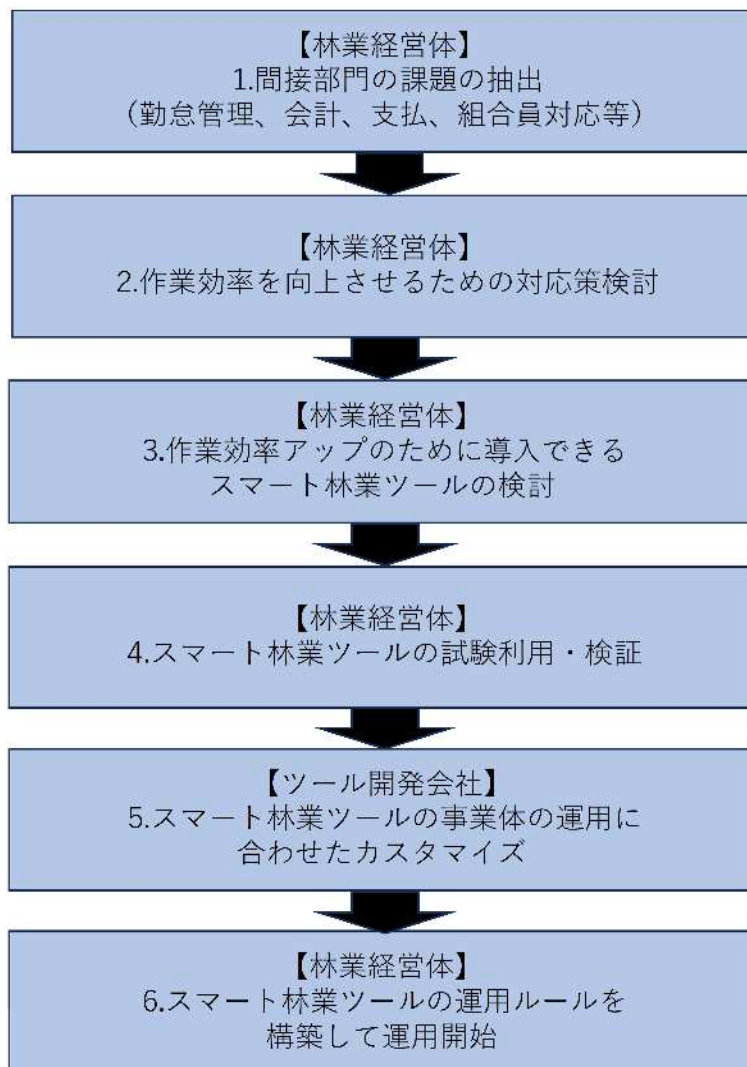 【林業経営体】
1.間接部門の課題の抽出
（勤怠管理、会計、支払、組合員対応等）
【林業経営体】
2.作業効率を向上させるための対応策検討
【林業経営体】
3.作業効率アップのために導入できる
スマート林業ツールの検討
【林業経営体】
4.スマート林業ツールの試験利用・検証
【ツール開発会社】
5.スマート林業ツールの事業体の運用に
合わせたカスタマイズ
【林業経営体】
6.スマート林業ツールの運用ルールを
構築して運用開始